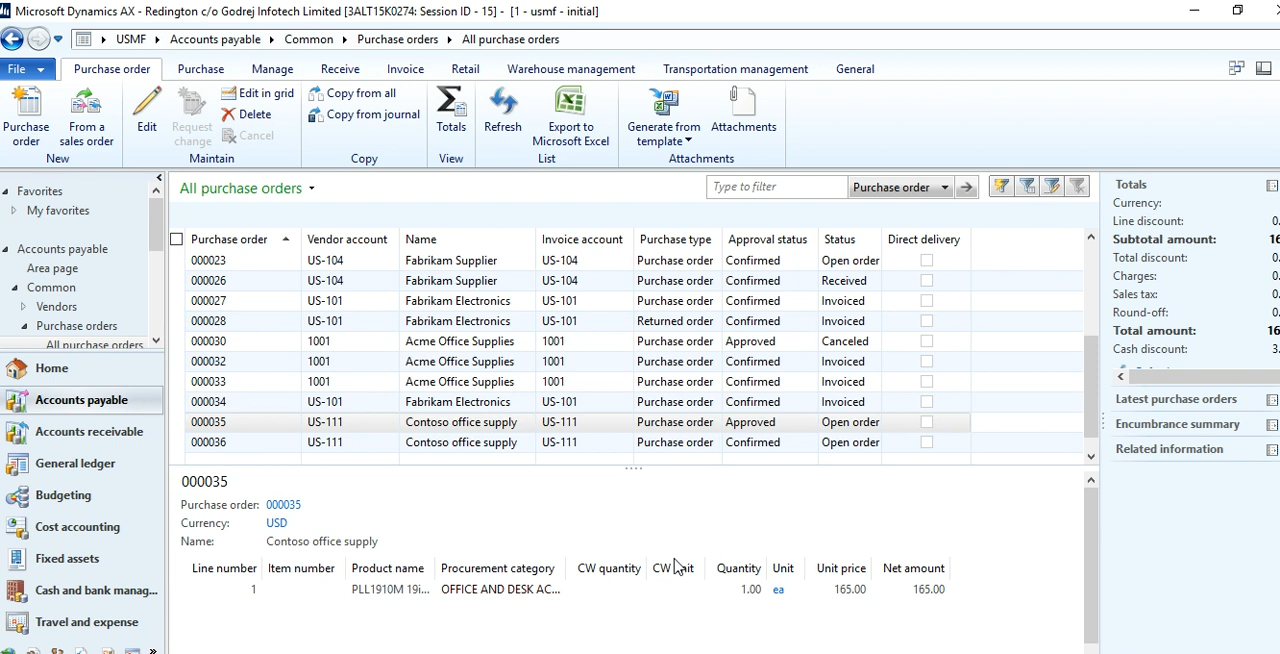 Microsoft Dynamics AX - Redington c/o Godrej Infotech Limited [3ALT15K0274: Session ID - 15] - [1 - usmf - initial]
USMF Accounts payable Common Purchase orders All purchase orders
File Purchase order Purchase Manage Receive Invoice Retail Warehouse management Transportation management General
Purchase order
From a sales order
New
Edit
Request change
Edit in grid
Delete
Cancel
Maintain
Copy from all
Copy from journal
Copy
Totals
View
Refresh
Export to Microsoft Excel
List
Generate from template
Attachments
Attachments
Favorites
My favorites
Accounts payable
Area page
Common
Vendors
Purchase orders
All purchase orders
Home
Accounts payable
Accounts receivable
General ledger
Budgeting
Cost accounting
Fixed assets
Cash and bank manag...
Travel and expense
All purchase orders
Type to filter Purchase order
Purchase order Vendor account Name Invoice account Purchase type Approval status Status Direct delivery
000023 US-104 Fabrikam Supplier US-104 Purchase order Confirmed Open order
000026 US-104 Fabrikam Supplier US-104 Purchase order Confirmed Received
000027 US-101 Fabrikam Electronics US-101 Purchase order Confirmed Invoiced
000028 US-101 Fabrikam Electronics US-101 Returned order Confirmed Invoiced
000030 1001 Acme Office Supplies 1001 Purchase order Approved Canceled
000032 1001 Acme Office Supplies 1001 Purchase order Confirmed Invoiced
000033 1001 Acme Office Supplies 1001 Purchase order Confirmed Invoiced
000034 US-101 Fabrikam Electronics US-101 Purchase order Confirmed Invoiced
000035 US-111 Contoso office supply US-111 Purchase order Approved Open order
000036 US-111 Contoso office supply US-111 Purchase order Confirmed Open order
000035
Purchase order: 000035
Currency: USD
Name: Contoso office supply
Line number Item number Product name Procurement category CW quantity CW Quantity Unit Unit price Net amount
1 PLL1910M 19i... OFFICE AND DESK AC... 1.00 ea 165.00 165.00
Totals
Currency:
Line discount: 0.
Subtotal amount: 16
Total discount: 0.
Charges: 0.
Sales tax: 0.
Round-off: 0.
Total amount: 16
Cash discount: 3.
Latest purchase orders
Encumbrance summary
Related information